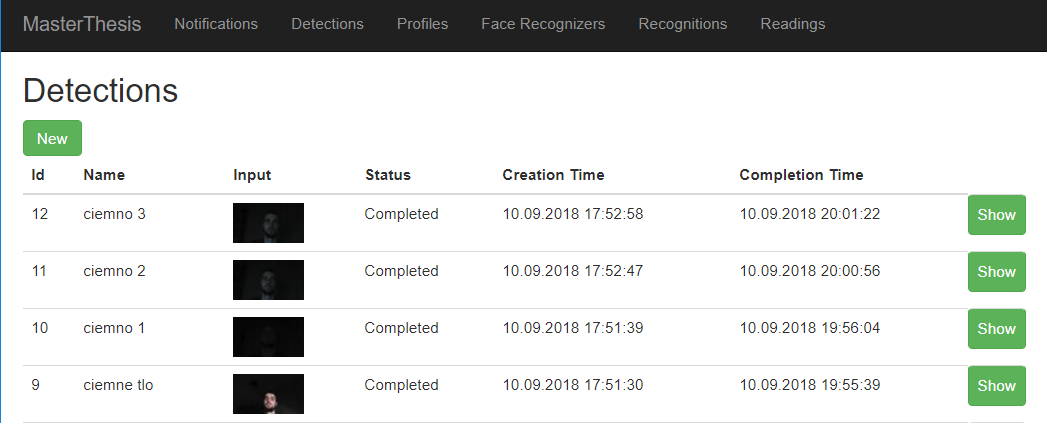 MasterThesis Notifications Detections Profiles Face Recognizers Recognitions Readings
Detections
New
Id Name Input Status Creation Time Completion Time
12 ciemno 3 Completed 10.09.2018 17:52:58 10.09.2018 20:01:22 Show
11 ciemno 2 Completed 10.09.2018 17:52:47 10.09.2018 20:00:56 Show
10 ciemno 1 Completed 10.09.2018 17:51:39 10.09.2018 19:56:04 Show
9 ciemne tlo Completed 10.09.2018 17:51:30 10.09.2018 19:55:39 Show